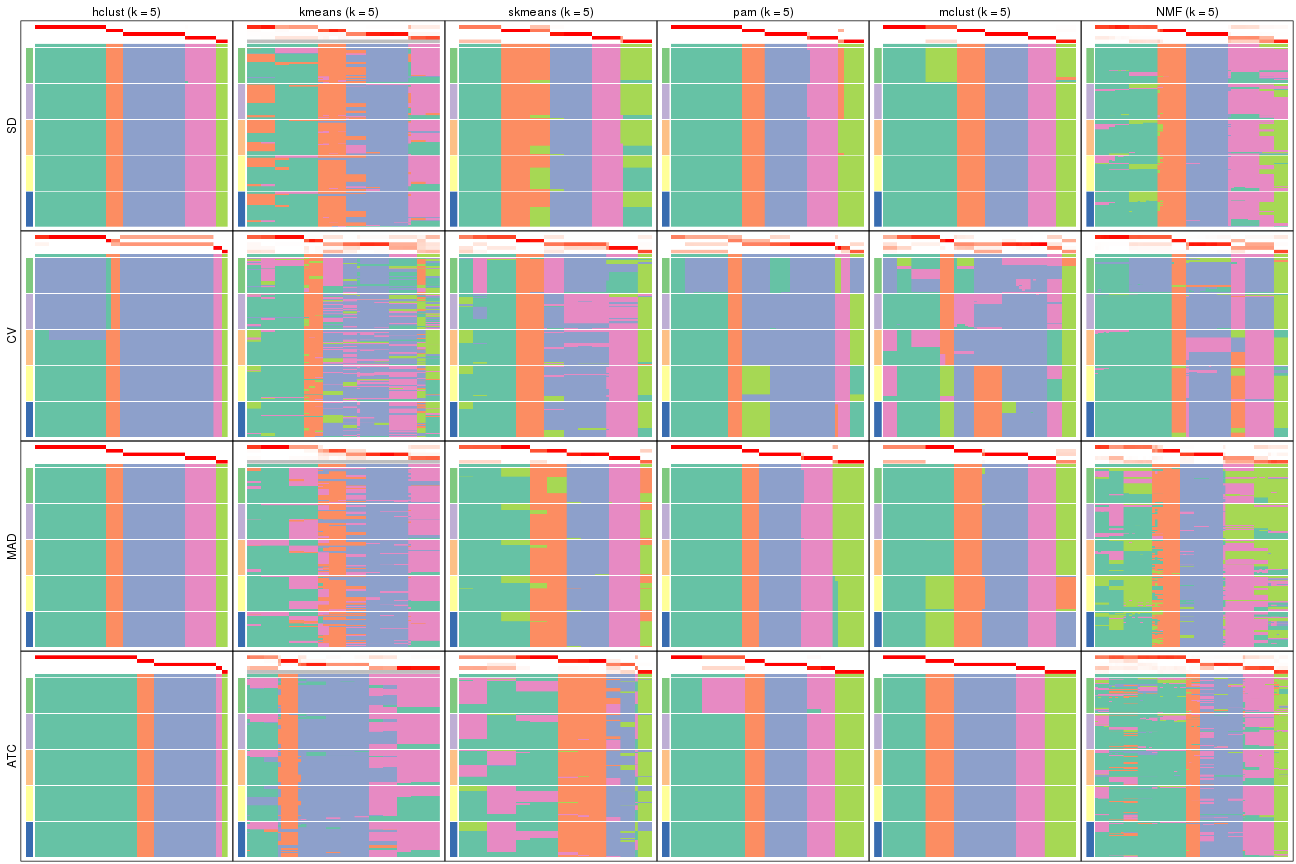 hclust (k = 5)
kmeans (k = 5)
skmeans (k = 5)
pam (k = 5)
mclust (k = 5)
NMF (k = 5)
SD
CV
MAD
ATC